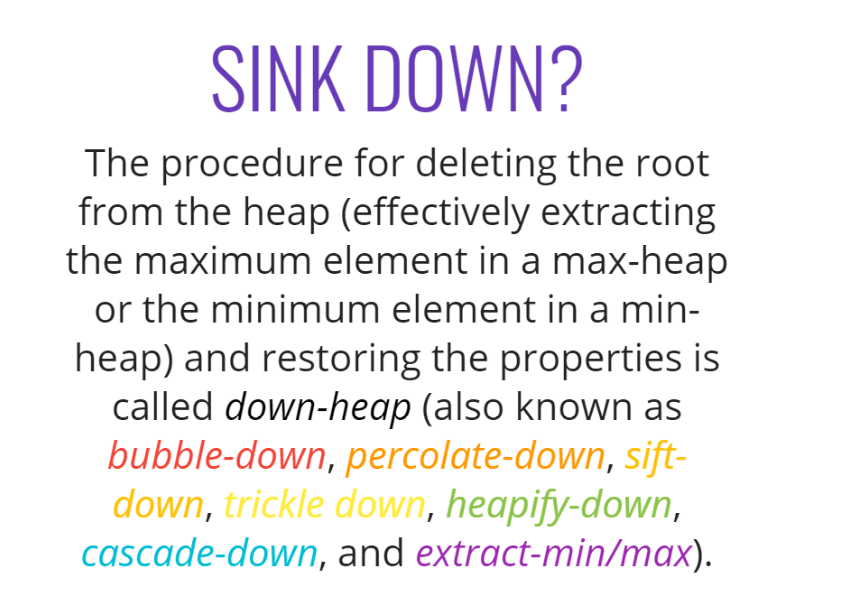 SINK DOWN?
The procedure for deleting the root
from the heap (effectively extracting
the maximum element in a max-heap
or the minimum element in a min-
heap) and restoring the properties is
called down-heap (also known as
bubble-down, percolate-down, sift-
down, trickle down, heapify-down,
cascade-down, and extract-min/max).